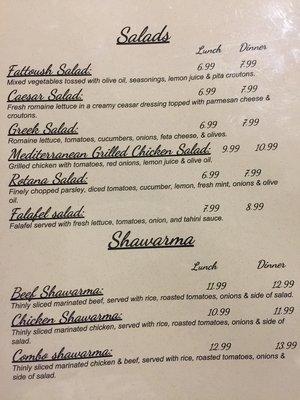 Salads
Lunch Dinner
Fattoush Salad: 6.99 7.99
Mixed vegetables tossed with olive oil, seasonings, lemon juice & pita croutons.
Caesar Salad: 6.99 7.99
Fresh romaine lettuce in a creamy ceasar dressing topped with parmesan cheese &
croutons.
Greek Salad: 6.99 7.99
Romaine lettuce, tomatoes, cucumbers, onions, feta cheese, & olives.
Mediterranean Grilled Chicken Salad: 9.99 10.99
Grilled chicken with tomatoes, red onions, lemon juice & olive oil.
Rotana Salad: 6.99 7.99
Finely chopped parsley, diced tomatoes, cucumber, lemon, fresh mint, onions & olive
oil.
Falafel salad: 7.99 8.99
Falafel served with fresh lettuce, tomatoes, onion, and tahini sauce.
Shawarma
Lunch Dinner
Beef Shawarma: 11.99 12.99
Thinly sliced marinated beef, served with rice, roasted tomatoes, onions & side of salad.
Chicken Shawarma: 10.99 11.99
Thinly sliced marinated chicken, served with rice, roasted tomatoes, onions & side of
salad.
Combo shawarma: 12.99 13.99
Thinly sliced marinated chicken & beef, served with rice, roasted tomatoes, onions &
side of salad.